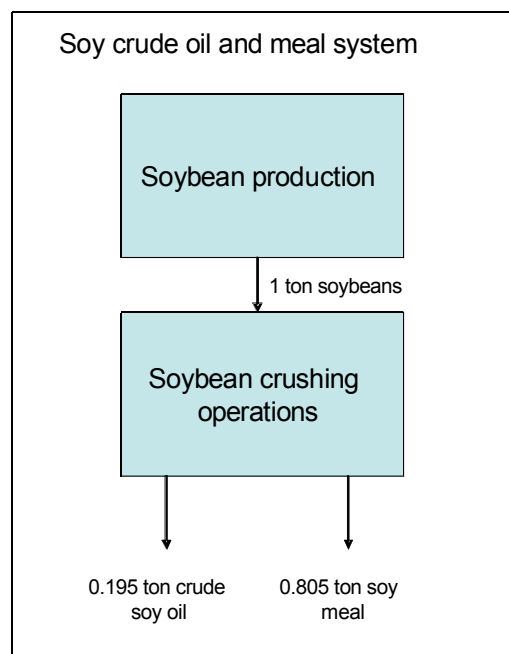 Soy crude oil and meal system
Soybean production
1 ton soybeans
Soybean crushing
operations
0.195 ton crude
soy oil
0.805 ton soy
meal